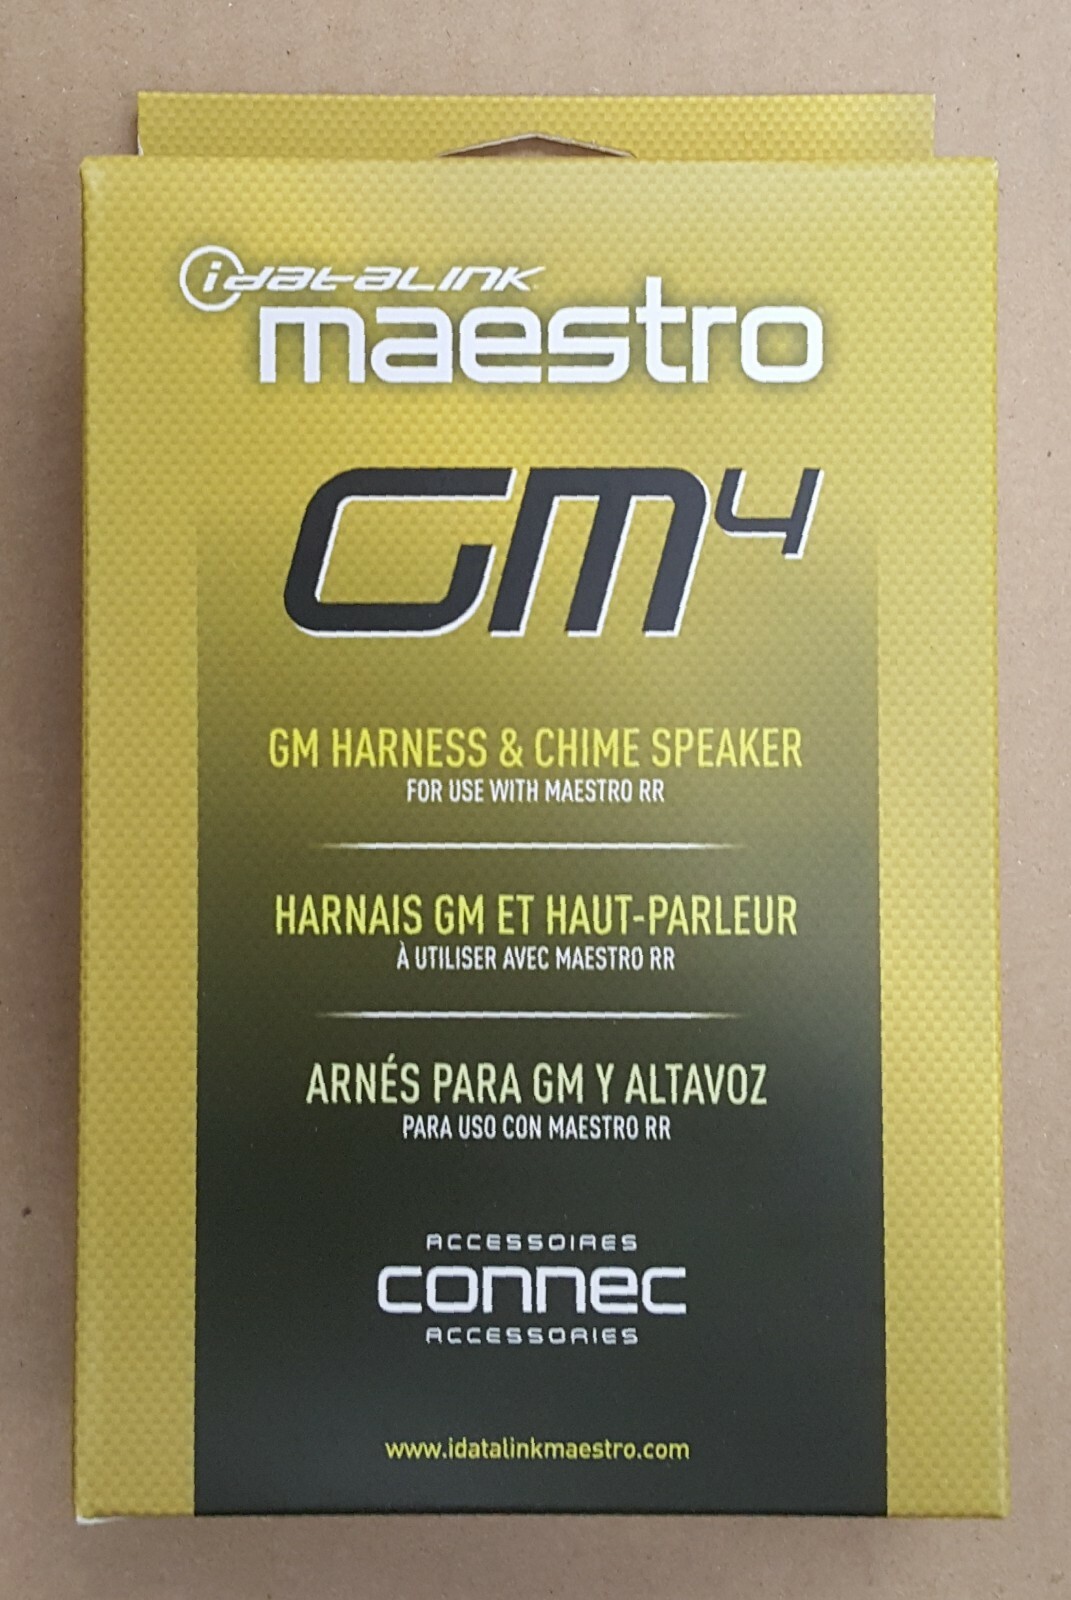 idatalink
maestro
GM4
GM HARNESS & CHIME SPEAKER
FOR USE WITH MAESTRO RR
HARNAIS GM ET HAUT-PARLEUR
À UTILISER AVEC MAESTRO RR
ARNÉS PARA GM Y ALTAVOZ
PARA USO CON MAESTRO RR
ACCESSOIRES
connec
ACCESSORIES
www.idatalinkmaestro.com